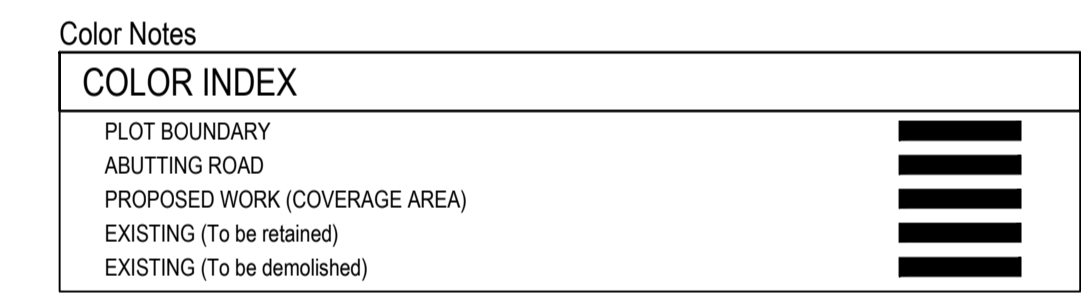 Color Notes
COLOR INDEX
PLOT BOUNDARY
ABUTTING ROAD
PROPOSED WORK (COVERAGE AREA)
EXISTING (To be retained)
EXISTING (To be demolished)